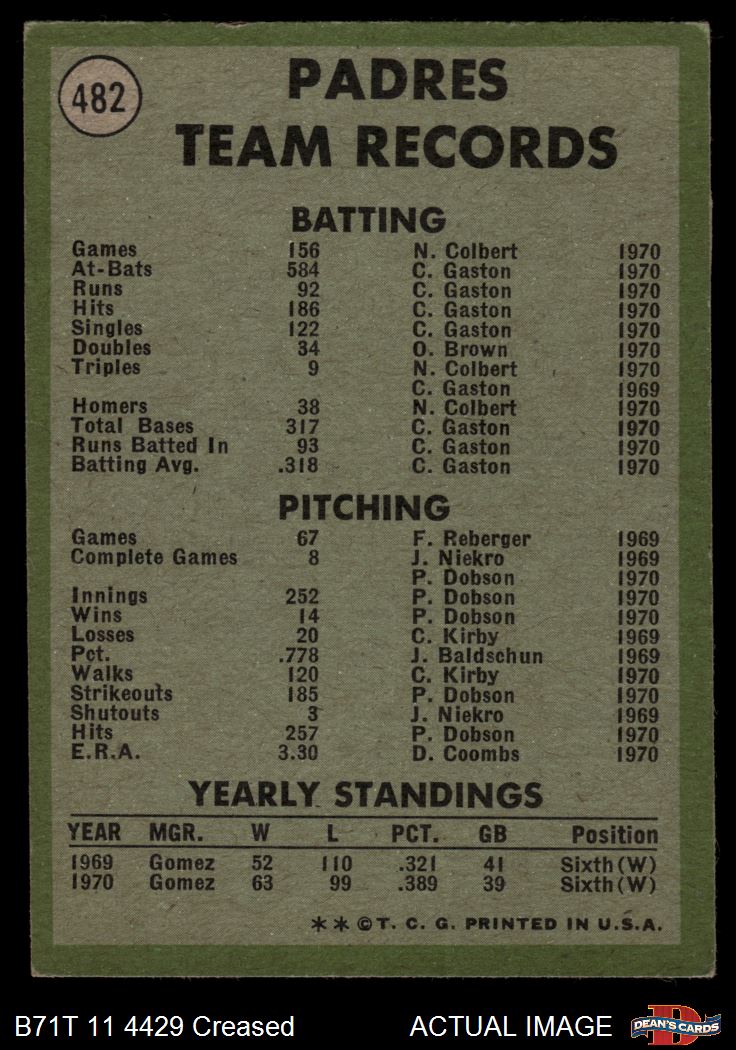 482
PADRES
TEAM RECORDS
BATTING
Games 156 N. Colbert 1970
At-Bats 584 C. Gaston 1970
Runs 92 C. Gaston 1970
Hits 186 C. Gaston 1970
Singles 122 C. Gaston 1970
Doubles 34 O. Brown 1970
Triples 9 N. Colbert 1970
C. Gaston 1969
Homers 38 N. Colbert 1970
Total Bases 317 C. Gaston 1970
Runs Batted In 93 C. Gaston 1970
Batting Avg. .318 C. Gaston 1970
PITCHING
Games 67 F. Reberger 1969
Complete Games 8 J. Niekro 1969
P. Dobson 1970
Innings 252 P. Dobson 1970
Wins 14 P. Dobson 1970
Losses 20 C. Kirby 1969
Pct. .778 J. Baldschun 1969
Walks 120 C. Kirby 1970
Strikeouts 185 P. Dobson 1970
Shutouts 3 J. Niekro 1969
Hits 257 P. Dobson 1970
E.R.A. 3.30 D. Coombs 1970
YEARLY STANDINGS
YEAR MGR. W L PCT. GB Position
1969 Gomez 52 110 .321 41 Sixth (W)
1970 Gomez 63 99 .389 39 Sixth (W)
** © T. C. G. PRINTED IN U.S.A.
B71T 11 4429 Creased ACTUAL IMAGE D DEAN'S CARDS